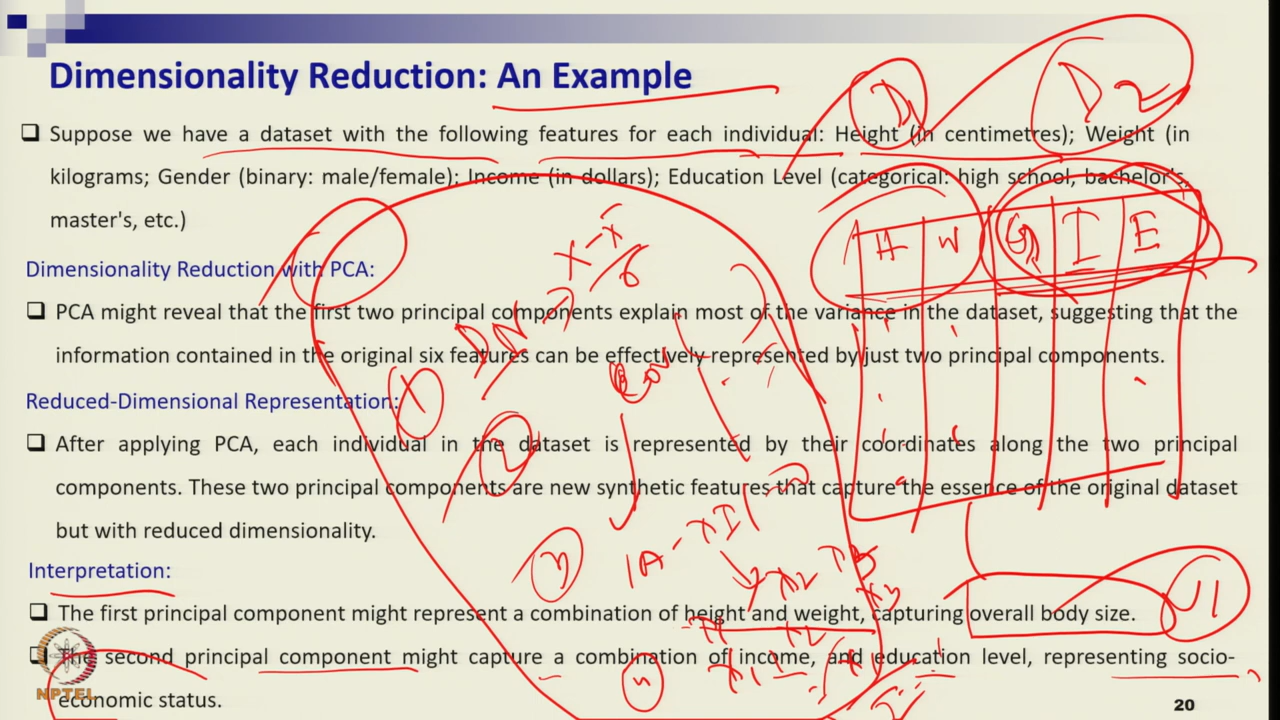 Dimensionality Reduction: An Example
Suppose we have a dataset with the following features for each individual: Height (in centimetres); Weight (in
kilograms; Gender (binary: male/female); Income (in dollars); Education Level (categorical: high school, bachelor's,
master's, etc.)
Dimensionality Reduction with PCA:
PCA might reveal that the first two principal components explain most of the variance in the dataset, suggesting that the
information contained in the original six features can be effectively represented by just two principal components.
Reduced-Dimensional Representation:
After applying PCA, each individual in the dataset is represented by their coordinates along the two principal
components. These two principal components are new synthetic features that capture the essence of the original dataset
but with reduced dimensionality.
Interpretation:
The first principal component might represent a combination of height and weight, capturing overall body size.
The second principal component might capture a combination of income, and education level, representing socio-
economic status.
D1 D2
H W G I E
1 DN → X - X̄ / σ
2 Cov
3 |A - λI|
4
NPTEL
20